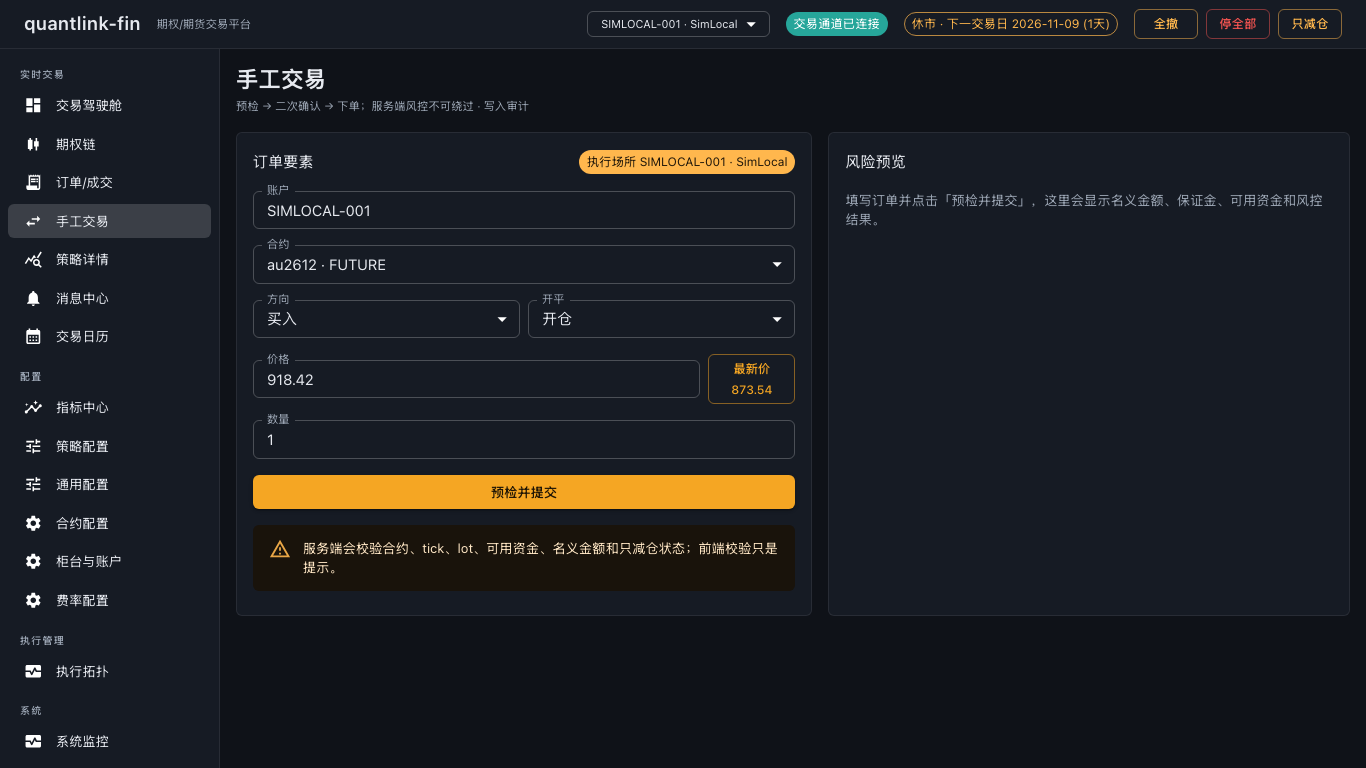 quantlink-fin
期权/期货交易平台
SIMLOCAL-001 · SimLocal
交易通道已连接
休市 · 下一交易日 2026-11-09 (1天)
全撤
停全部
只减仓
实时交易
交易驾驶舱
期权链
订单/成交
手工交易
策略详情
消息中心
交易日历
配置
指标中心
策略配置
通用配置
合约配置
柜台与账户
费率配置
执行管理
执行拓扑
系统
系统监控
手工交易
预检 → 二次确认 → 下单；服务端风控不可绕过 · 写入审计
订单要素
执行场所 SIMLOCAL-001 · SimLocal
账户
SIMLOCAL-001
合约
au2612 · FUTURE
方向
买入
开平
开仓
价格
918.42
最新价
873.54
数量
1
预检并提交
服务端会校验合约、tick、lot、可用资金、名义金额和只减仓状态；前端校验只是
提示。
风险预览
填写订单并点击「预检并提交」，这里会显示名义金额、保证金、可用资金和风控
结果。